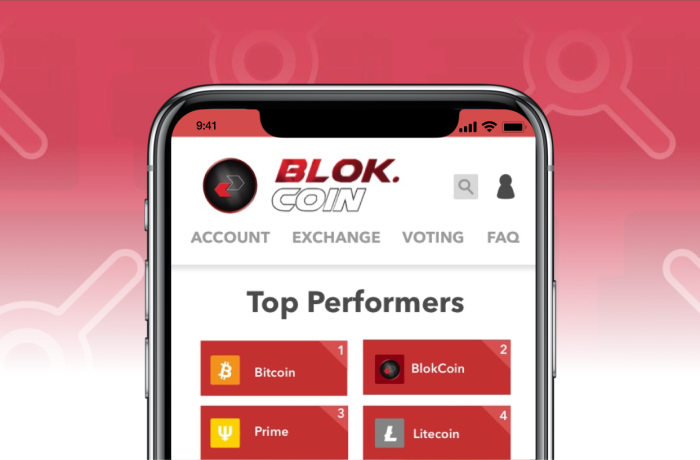 9:41
BLOK.
COIN
ACCOUNT EXCHANGE VOTING FAQ
Top Performers
1
Bitcoin
2
BlokCoin
3
Prime
4
Litecoin